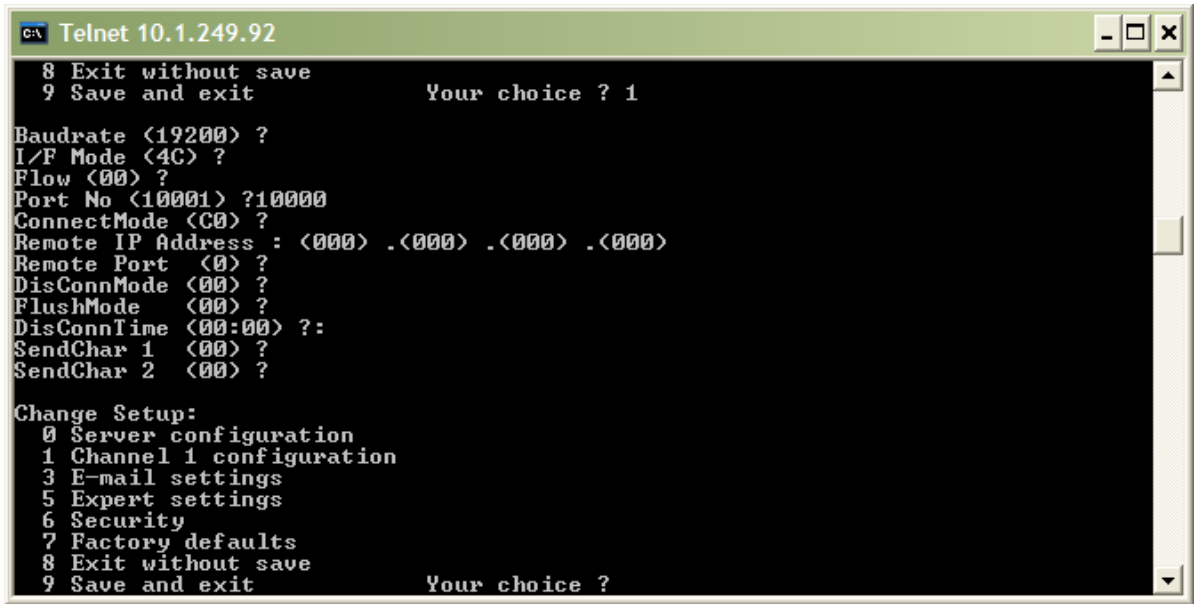 Telnet 10.1.249.92
8 Exit without save
9 Save and exit Your choice ? 1
Baudrate (19200) ?
I/F Mode (4C) ?
Flow (00) ?
Port No (10001) ?10000
ConnectMode (C0) ?
Remote IP Address : (000) .(000) .(000) .(000)
Remote Port (0) ?
DisConnMode (00) ?
FlushMode (00) ?
DisConnTime (00:00) ?:
SendChar 1 (00) ?
SendChar 2 (00) ?
Change Setup:
0 Server configuration
1 Channel 1 configuration
3 E-mail settings
5 Expert settings
6 Security
7 Factory defaults
8 Exit without save
9 Save and exit Your choice ?